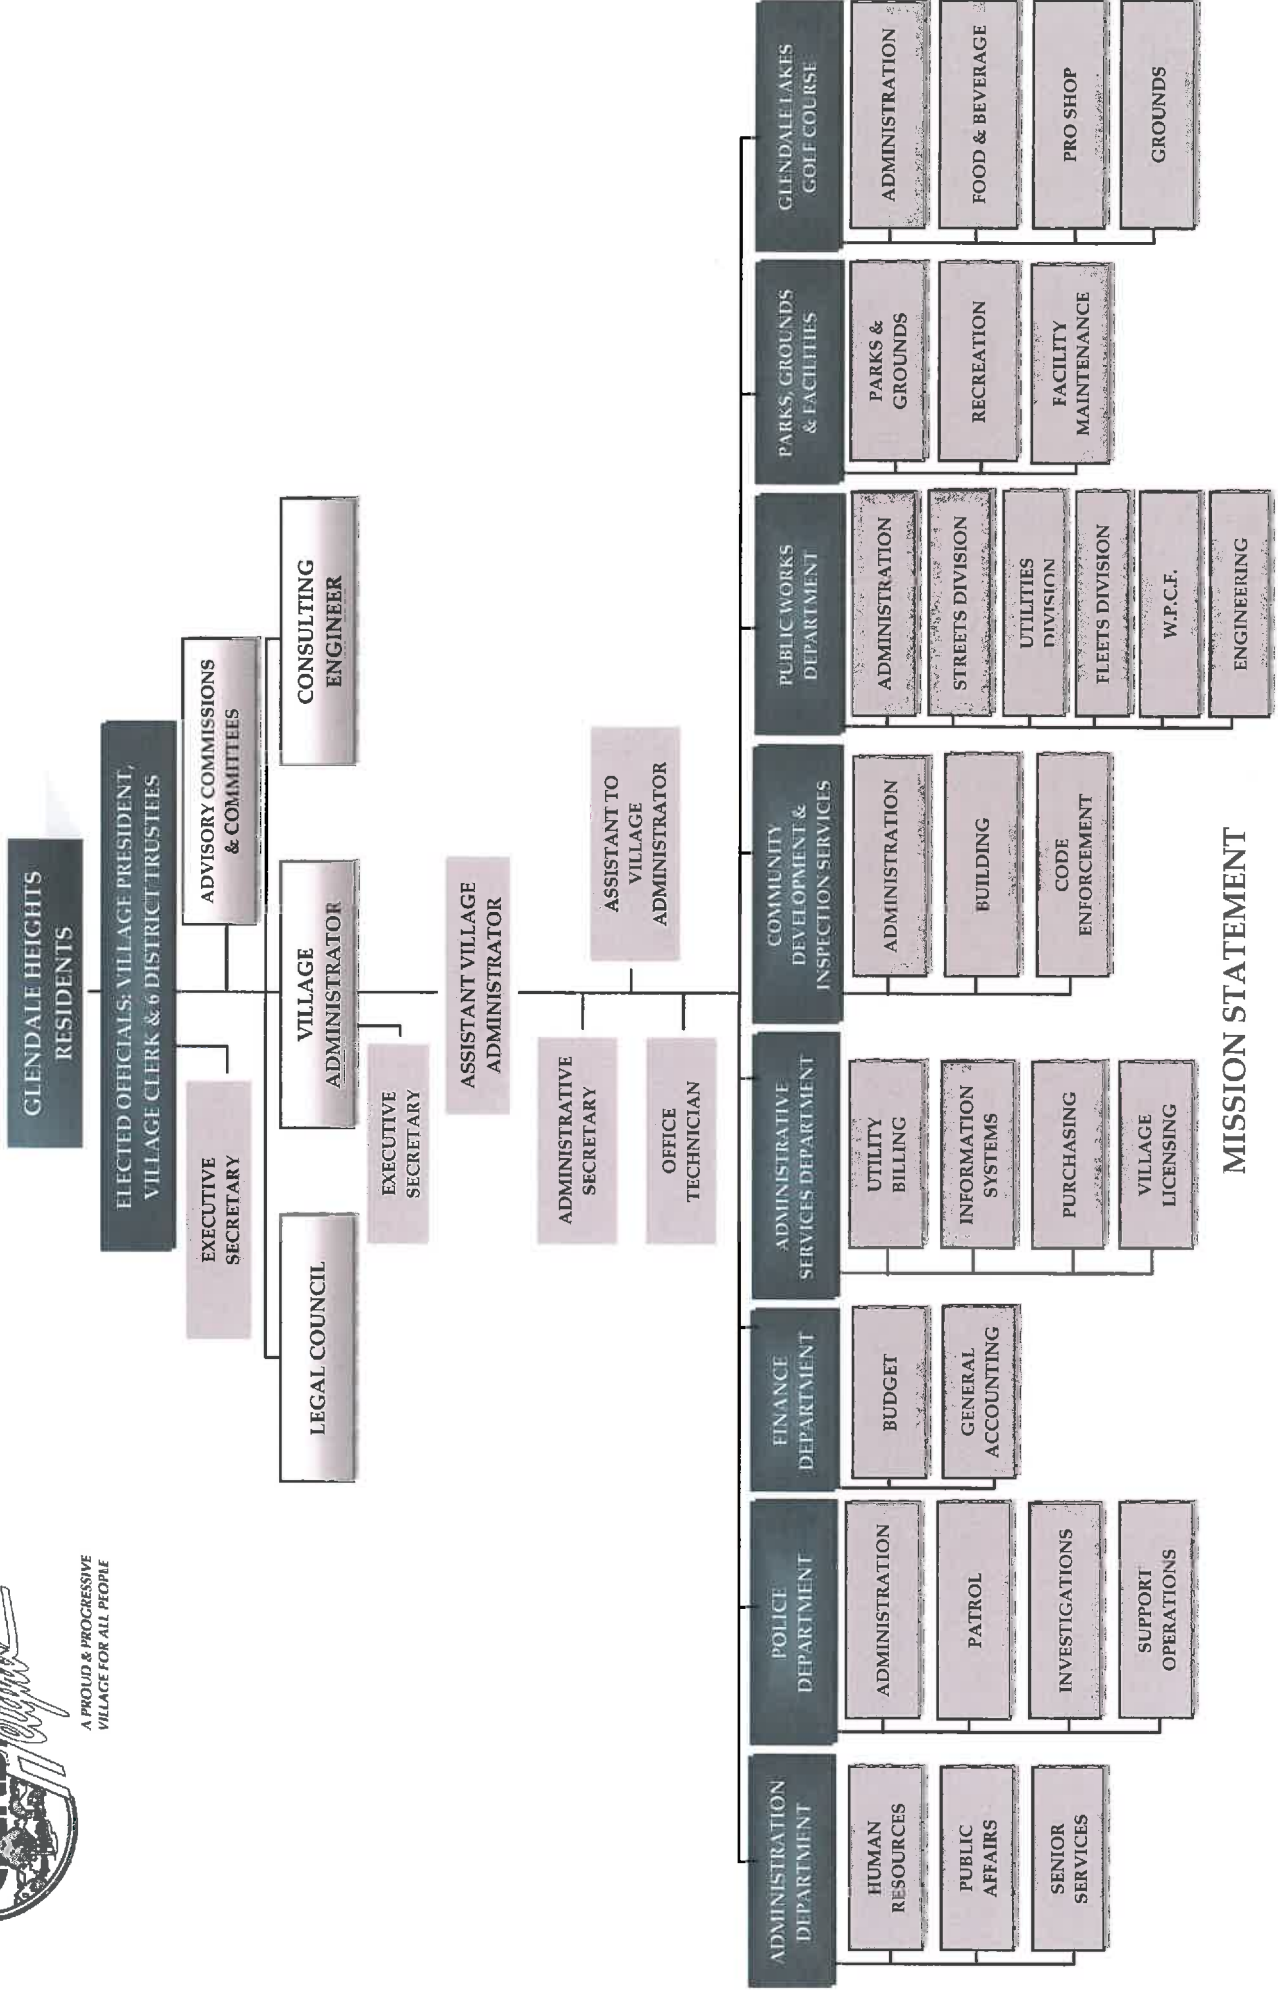 A PROUD & PROGRESSIVE
VILLAGE FOR ALL PEOPLE
GLENDALE HEIGHTS
RESIDENTS
ELECTED OFFICIALS: VILLAGE PRESIDENT,
VILLAGE CLERK & 6 DISTRICT TRUSTEES
EXECUTIVE
SECRETARY
ADVISORY COMMISSIONS
& COMMITTEES
LEGAL COUNCIL
VILLAGE
ADMINISTRATOR
CONSULTING
ENGINEER
EXECUTIVE
SECRETARY
ASSISTANT VILLAGE
ADMINISTRATOR
ADMINISTRATIVE
SECRETARY
ASSISTANT TO
VILLAGE
ADMINISTRATOR
OFFICE
TECHNICIAN
ADMINISTRATION
DEPARTMENT
HUMAN
RESOURCES
PUBLIC
AFFAIRS
SENIOR
SERVICES
POLICE
DEPARTMENT
ADMINISTRATION
PATROL
INVESTIGATIONS
SUPPORT
OPERATIONS
FINANCE
DEPARTMENT
BUDGET
GENERAL
ACCOUNTING
ADMINISTRATIVE
SERVICES DEPARTMENT
UTILITY
BILLING
INFORMATION
SYSTEMS
PURCHASING
VILLAGE
LICENSING
COMMUNITY
DEVELOPMENT &
INSPECTION SERVICES
ADMINISTRATION
BUILDING
CODE
ENFORCEMENT
PUBLIC WORKS
DEPARTMENT
ADMINISTRATION
STREETS DIVISION
UTILITIES
DIVISION
FLEETS DIVISION
W.P.C.F.
ENGINEERING
PARKS, GROUNDS
& FACILITIES
PARKS &
GROUNDS
RECREATION
FACILITY
MAINTENANCE
GLENDALE LAKES
GOLF COURSE
ADMINISTRATION
FOOD & BEVERAGE
PRO SHOP
GROUNDS
MISSION STATEMENT